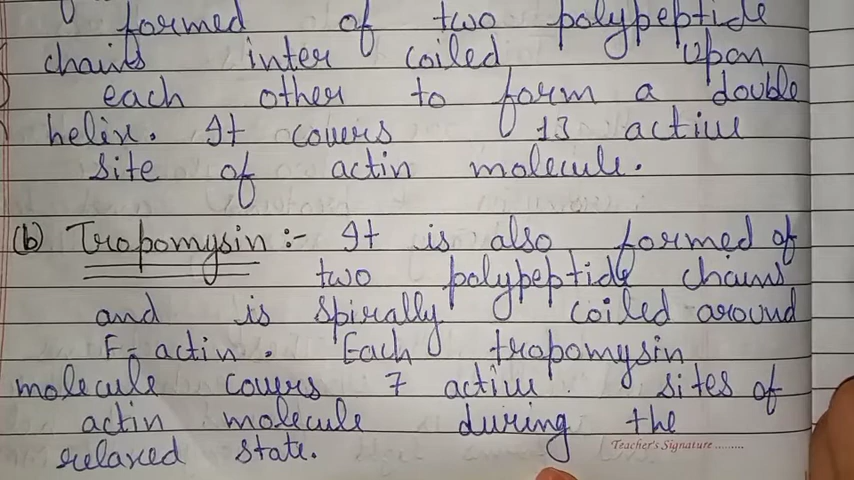 formed of two polypeptide
chains inter coiled upon
each other to form a double
helix. It covers 13 active
site of actin molecule.
(b) Tropomysin :- It is also formed of
two polypeptide chains
and is spirally coiled around
F-actin. Each tropomysin
molecule covers 7 active sites of
actin molecule during the
relaxed state.
Teacher's Signature .........